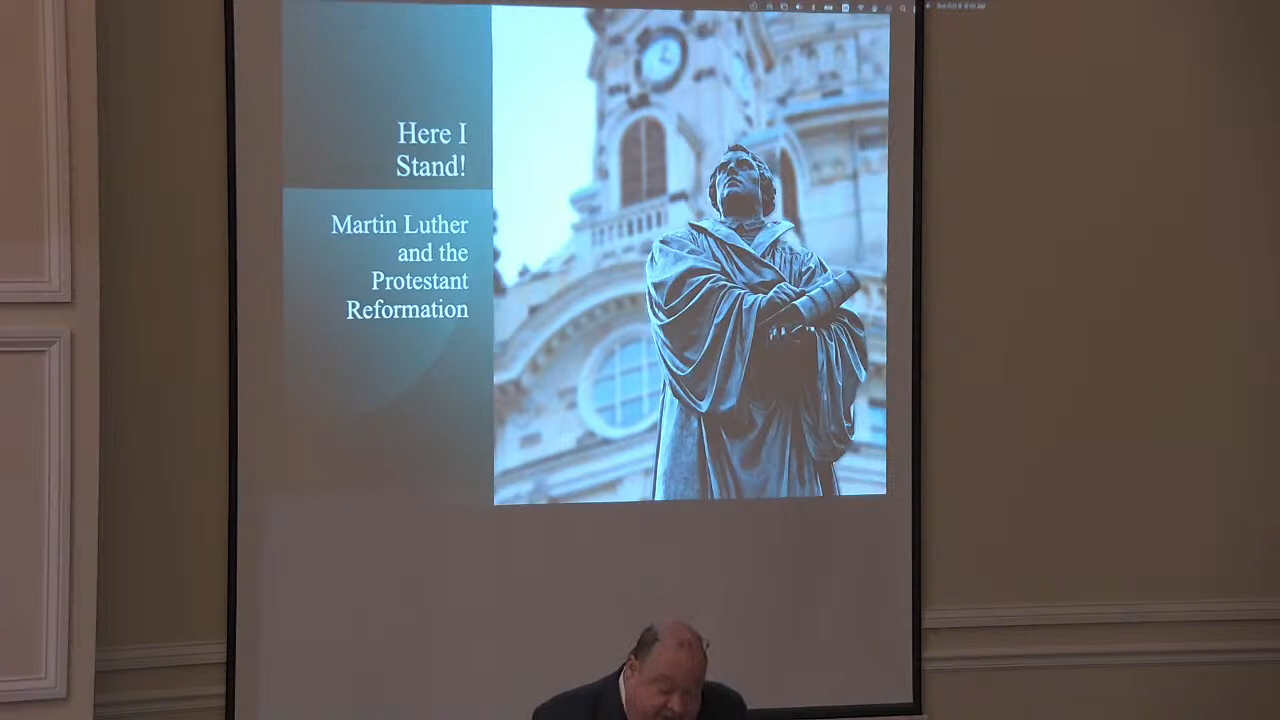 Here I
Stand!
Martin Luther
and the
Protestant
Reformation